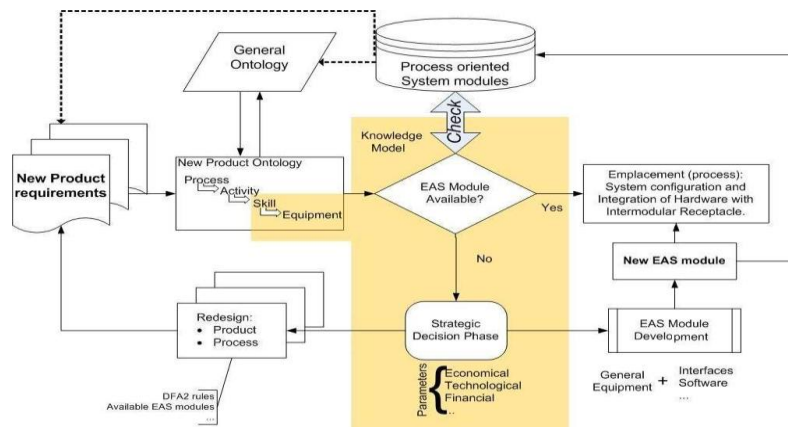 General
Ontology
Process oriented
System modules
Check
Knowledge
Model
New Product
requirements
New Product Ontology
Process
Activity
Skill
Equipment
EAS Module
Available?
Yes
No
Emplacement (process):
System configuration and
Integration of Hardware with
Intermodular Receptacle.
New EAS module
EAS Module
Development
General
Equipment
+
Interfaces
Software
...
Strategic
Decision Phase
Parameters
{
Economical
Technological
Financial
..
Redesign:
• Product
• Process
DFA2 rules
Available EAS modules
...